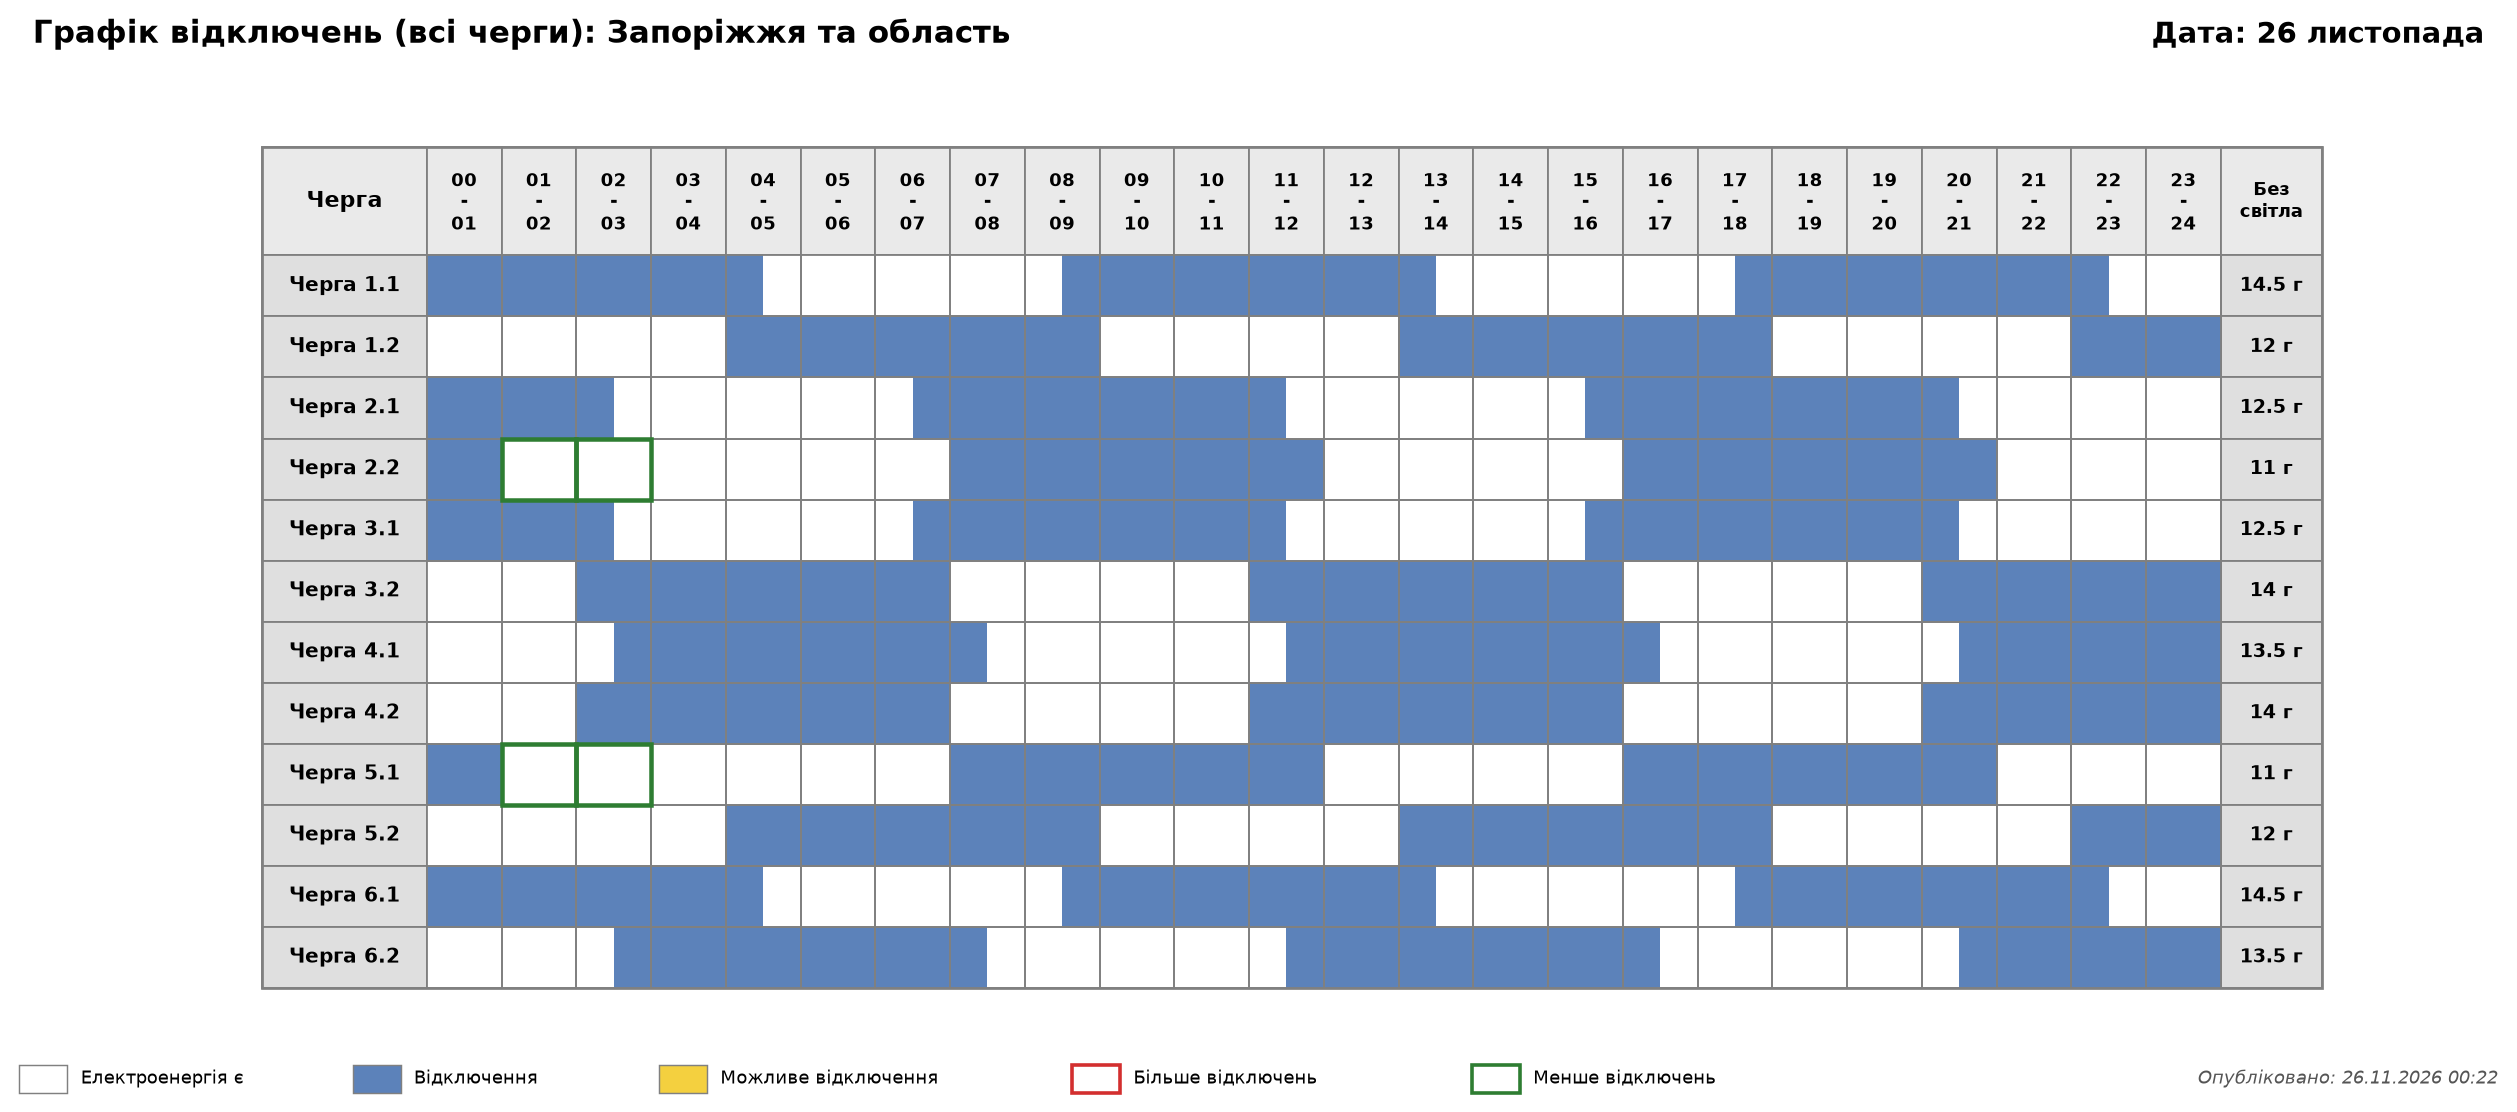 Графік відключень (всі черги): Запоріжжя та область
Дата: 26 листопада
Черга
00 - 01
01 - 02
02 - 03
03 - 04
04 - 05
05 - 06
06 - 07
07 - 08
08 - 09
09 - 10
10 - 11
11 - 12
12 - 13
13 - 14
14 - 15
15 - 16
16 - 17
17 - 18
18 - 19
19 - 20
20 - 21
21 - 22
22 - 23
23 - 24
Без світла
Черга 1.1 14.5 г
Черга 1.2 12 г
Черга 2.1 12.5 г
Черга 2.2 11 г
Черга 3.1 12.5 г
Черга 3.2 14 г
Черга 4.1 13.5 г
Черга 4.2 14 г
Черга 5.1 11 г
Черга 5.2 12 г
Черга 6.1 14.5 г
Черга 6.2 13.5 г
Електроенергія є
Відключення
Можливе відключення
Більше відключень
Менше відключень
Опубліковано: 26.11.2026 00:22